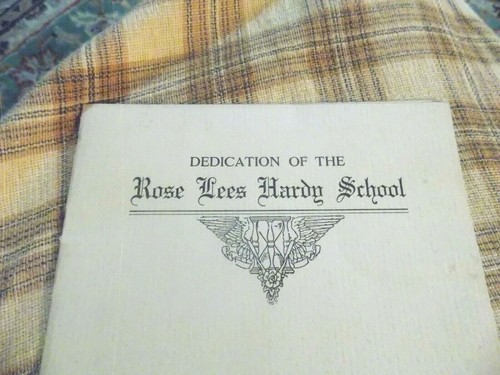 DEDICATION OF THE
Rose Lees Hardy School